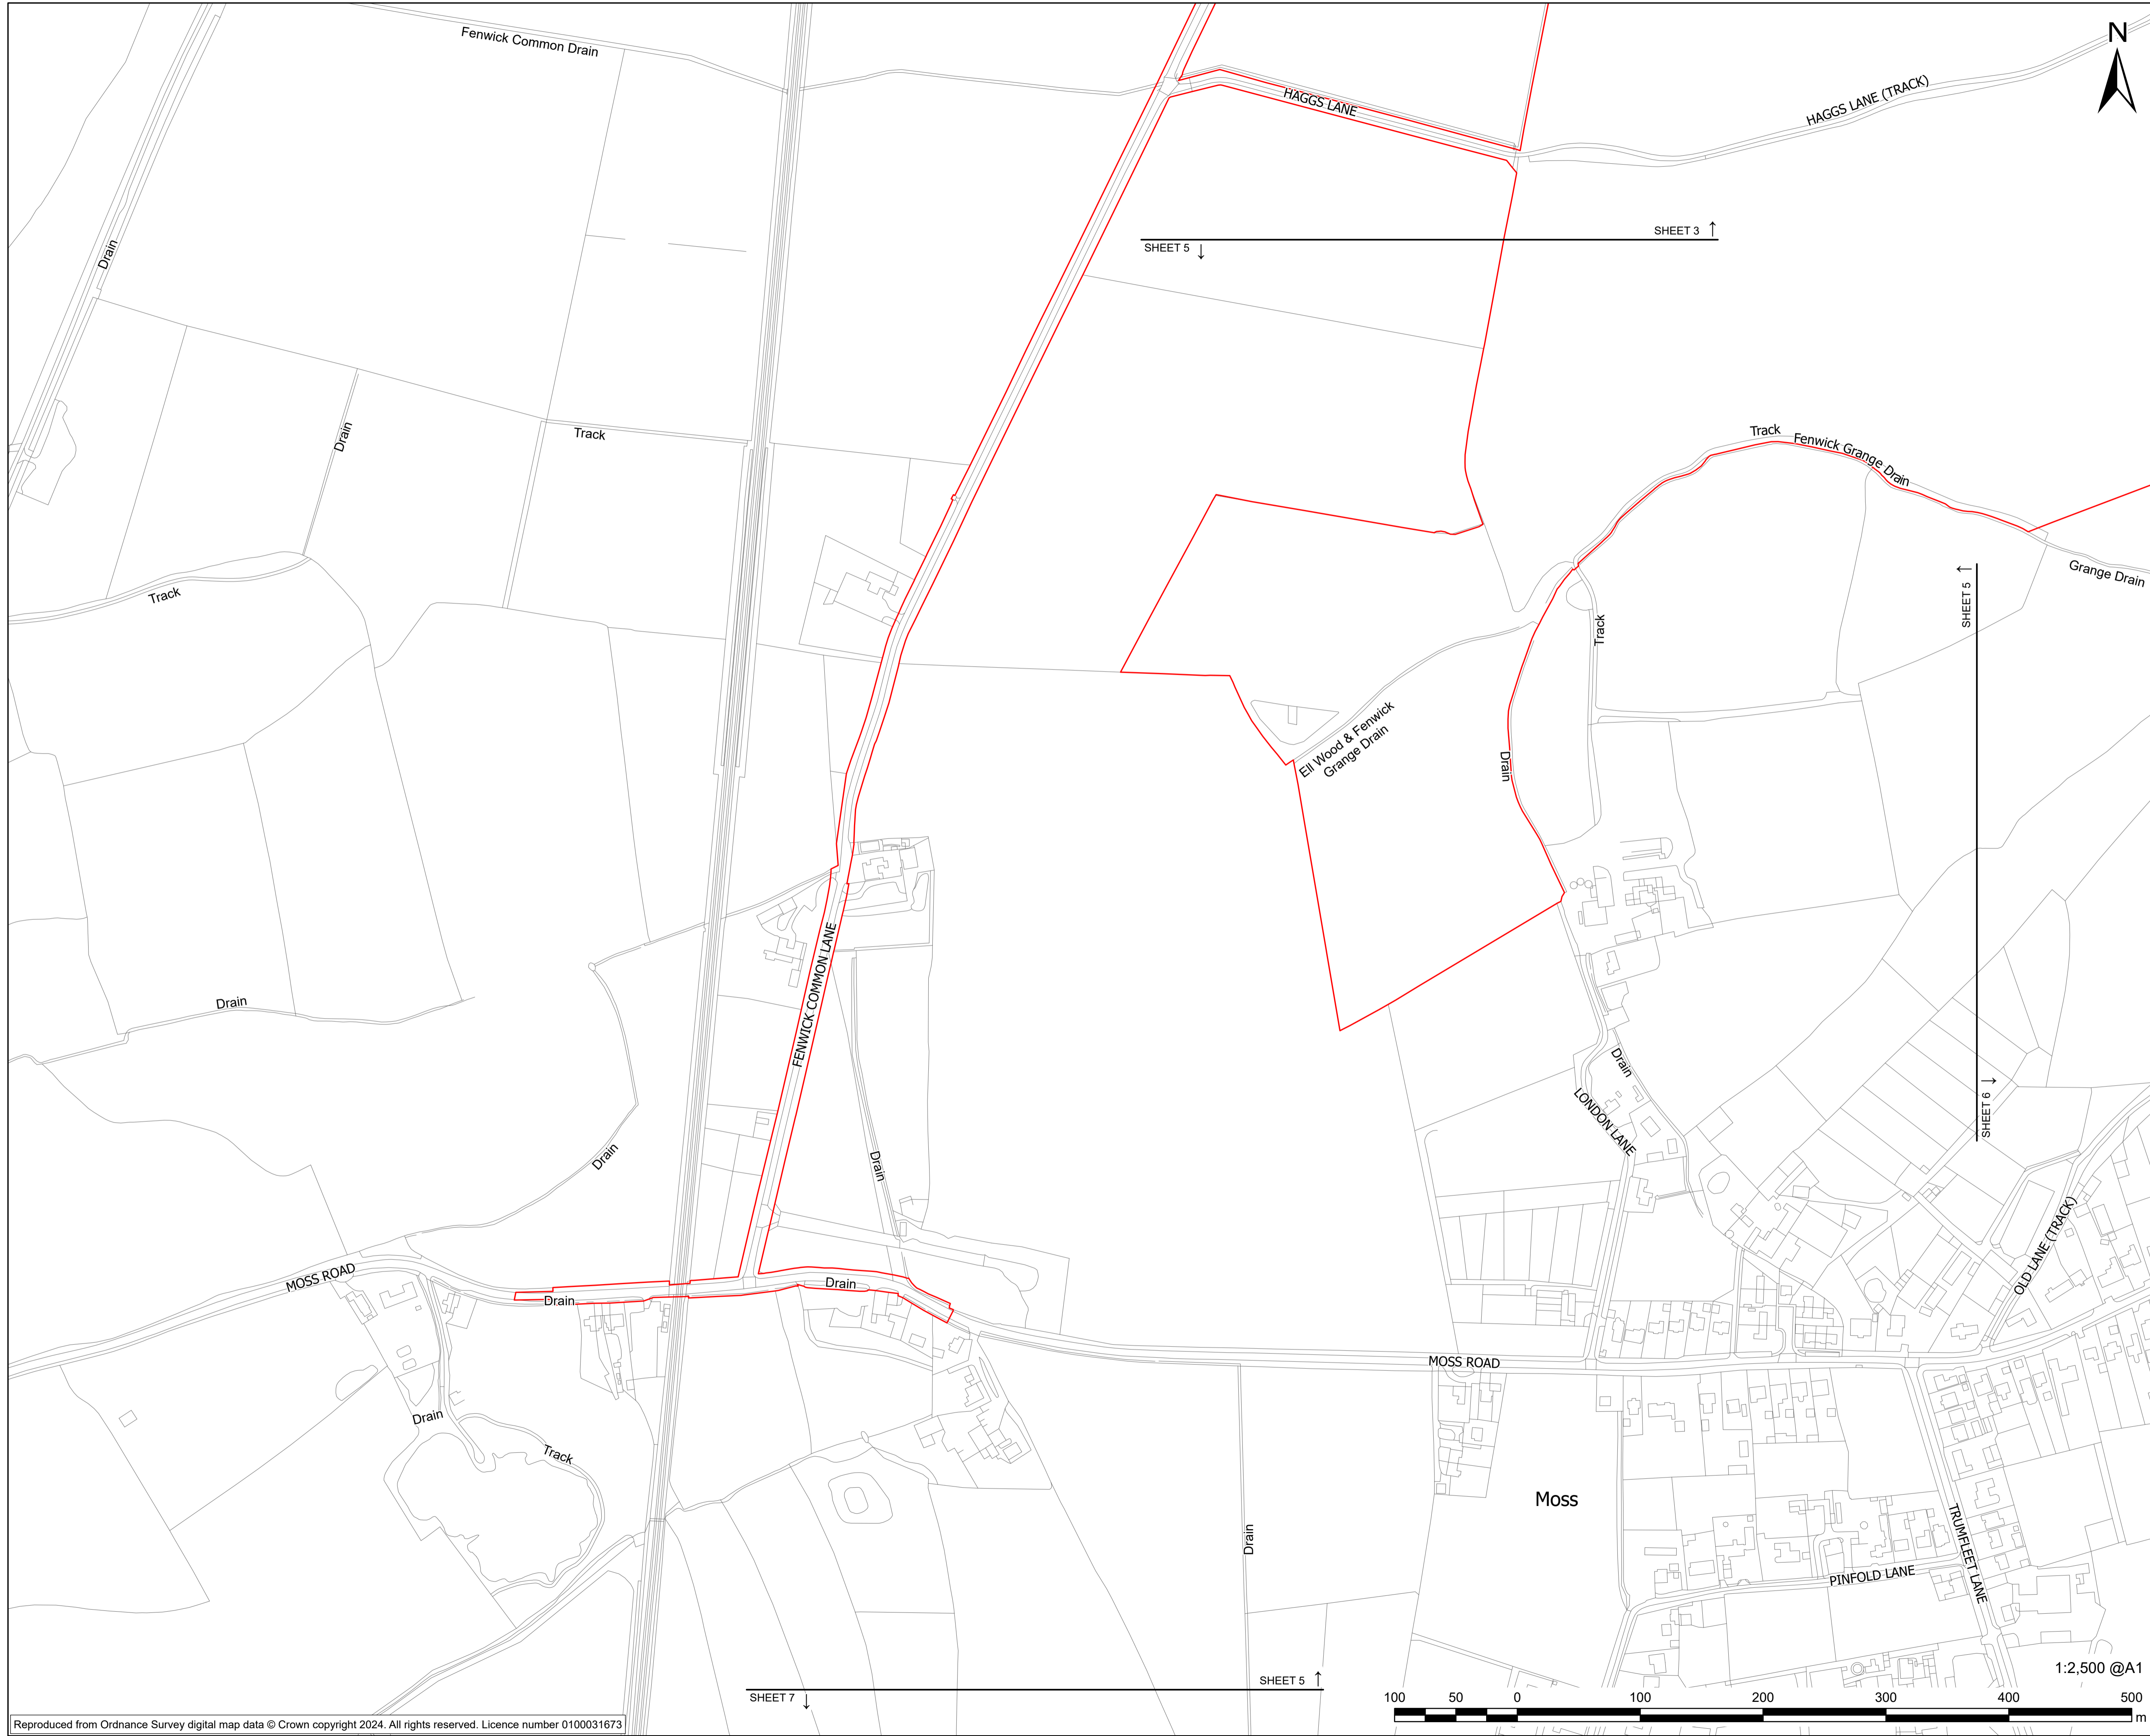 Fenwick Common Drain
N
HAGGS LANE
HAGGS LANE (TRACK)
SHEET 3 ↑
SHEET 5 ↓
Drain
Drain
Track
Track
Fenwick Grange Drain
Grange Drain
Track
Track
SHEET 5 ↑
SHEET 6 ↓
Ell Wood & Fenwick
Grange Drain
Drain
FENWICK COMMON LANE
Drain
Drain
LONDON LANE
Drain
Drain
OLD LANE (TRACK)
MOSS ROAD
Drain
Drain
MOSS ROAD
Drain
Track
Moss
Drain
TRUMFLEET LANE
PINFOLD LANE
SHEET 5 ↑
SHEET 7 ↓
1:2,500 @A1
100 50 0 100 200 300 400 500
m
Reproduced from Ordnance Survey digital map data © Crown copyright 2024. All rights reserved. Licence number 0100031673